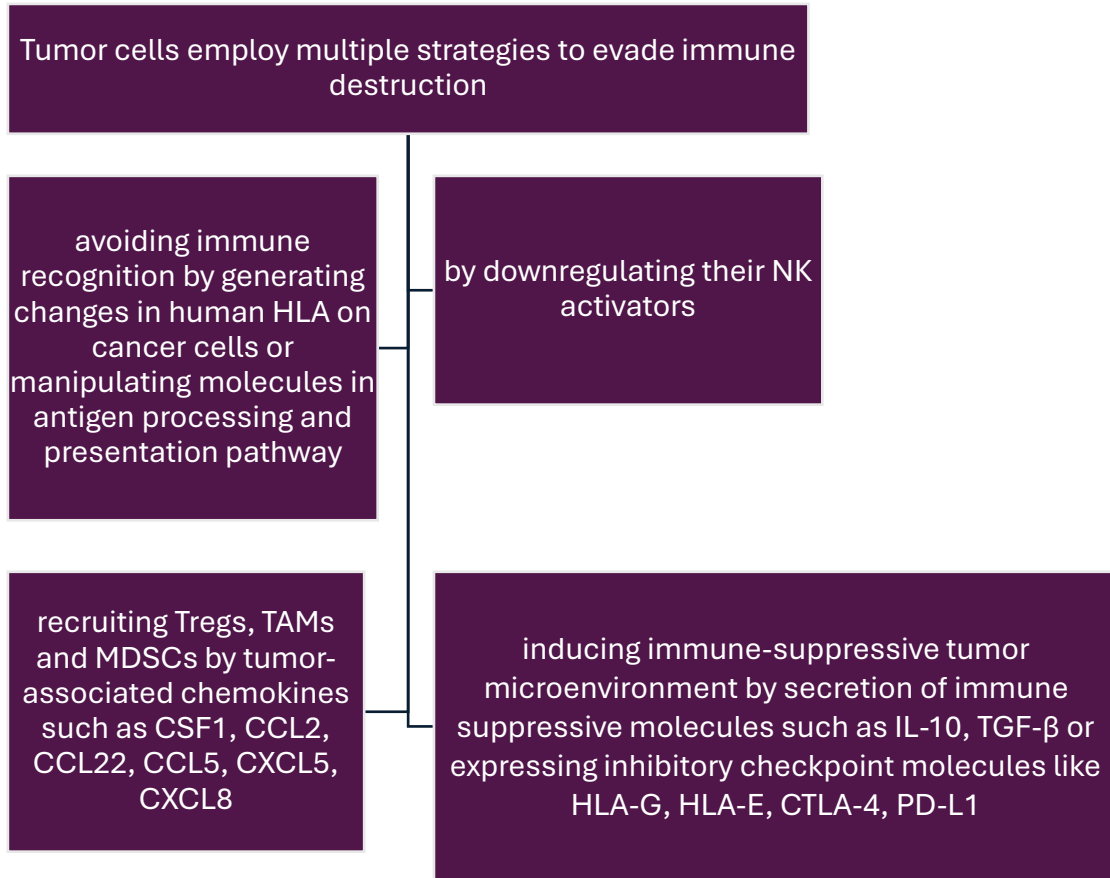 Tumor cells employ multiple strategies to evade immune
destruction
avoiding immune
recognition by generating
changes in human HLA on
cancer cells or
manipulating molecules in
antigen processing and
presentation pathway
by downregulating their NK
activators
recruiting Tregs, TAMs
and MDSCs by tumor-
associated chemokines
such as CSF1, CCL2,
CCL22, CCL5, CXCL5,
CXCL8
inducing immune-suppressive tumor
microenvironment by secretion of immune
suppressive molecules such as IL-10, TGF-β or
expressing inhibitory checkpoint molecules like
HLA-G, HLA-E, CTLA-4, PD-L1